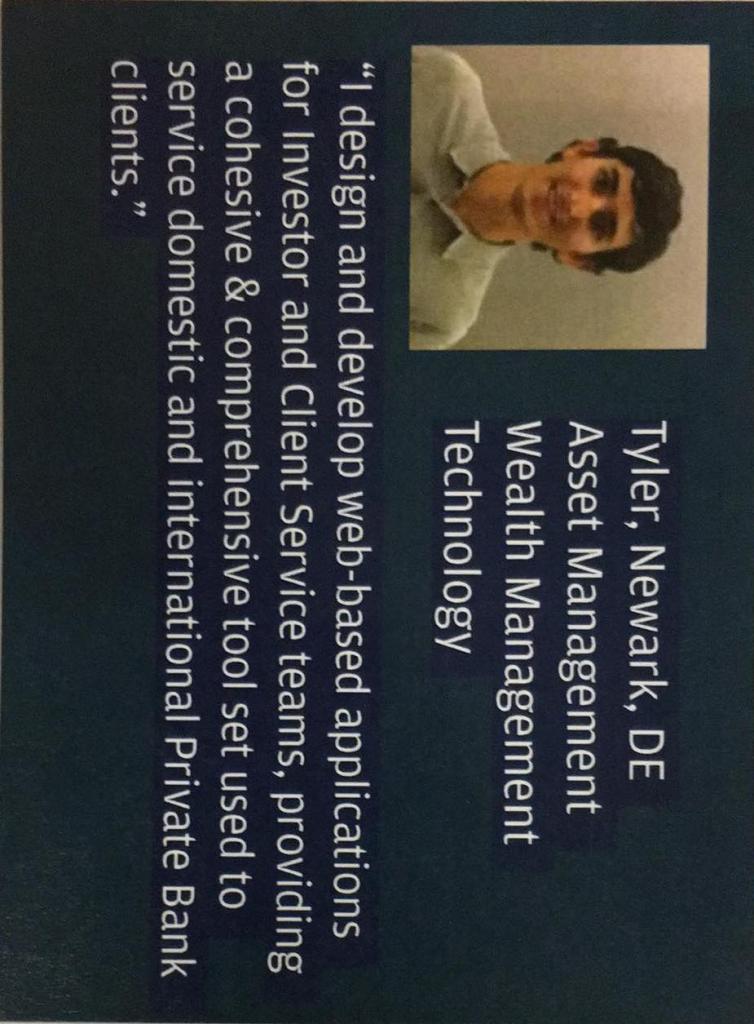 Tyler, Newark, DE
Asset Management
Wealth Management
Technology
“I design and develop web-based applications
for Investor and Client Service teams, providing
a cohesive & comprehensive tool set used to
service domestic and international Private Bank
clients.”